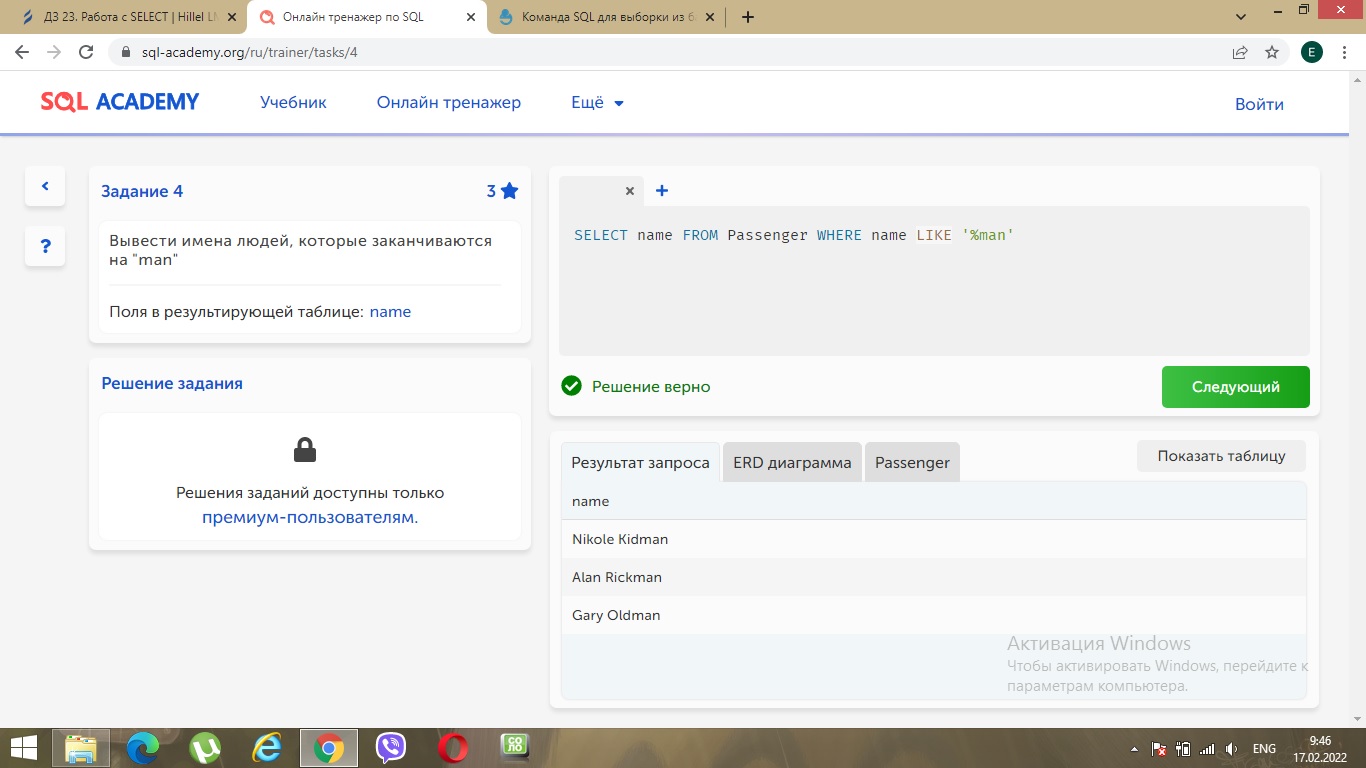 ДЗ 23. Работа с SELECT | Hillel LM
Онлайн тренажер по SQL
Команда SQL для выборки из б
sql-academy.org/ru/trainer/tasks/4
E
SQL ACADEMY
Учебник
Онлайн тренажер
Ещё
Войти
Задание 4
3
Вывести имена людей, которые заканчиваются
на "man"
Поля в результирующей таблице: name
?
Решение задания
Решения заданий доступны только
премиум-пользователям.
SELECT name FROM Passenger WHERE name LIKE '%man'
Решение верно
Следующий
Результат запроса
ERD диаграмма
Passenger
Показать таблицу
name
Nikole Kidman
Alan Rickman
Gary Oldman
Активация Windows
Чтобы активировать Windows, перейдите к
параметрам компьютера.
СО
ЛО
ENG
9:46
17.02.2022